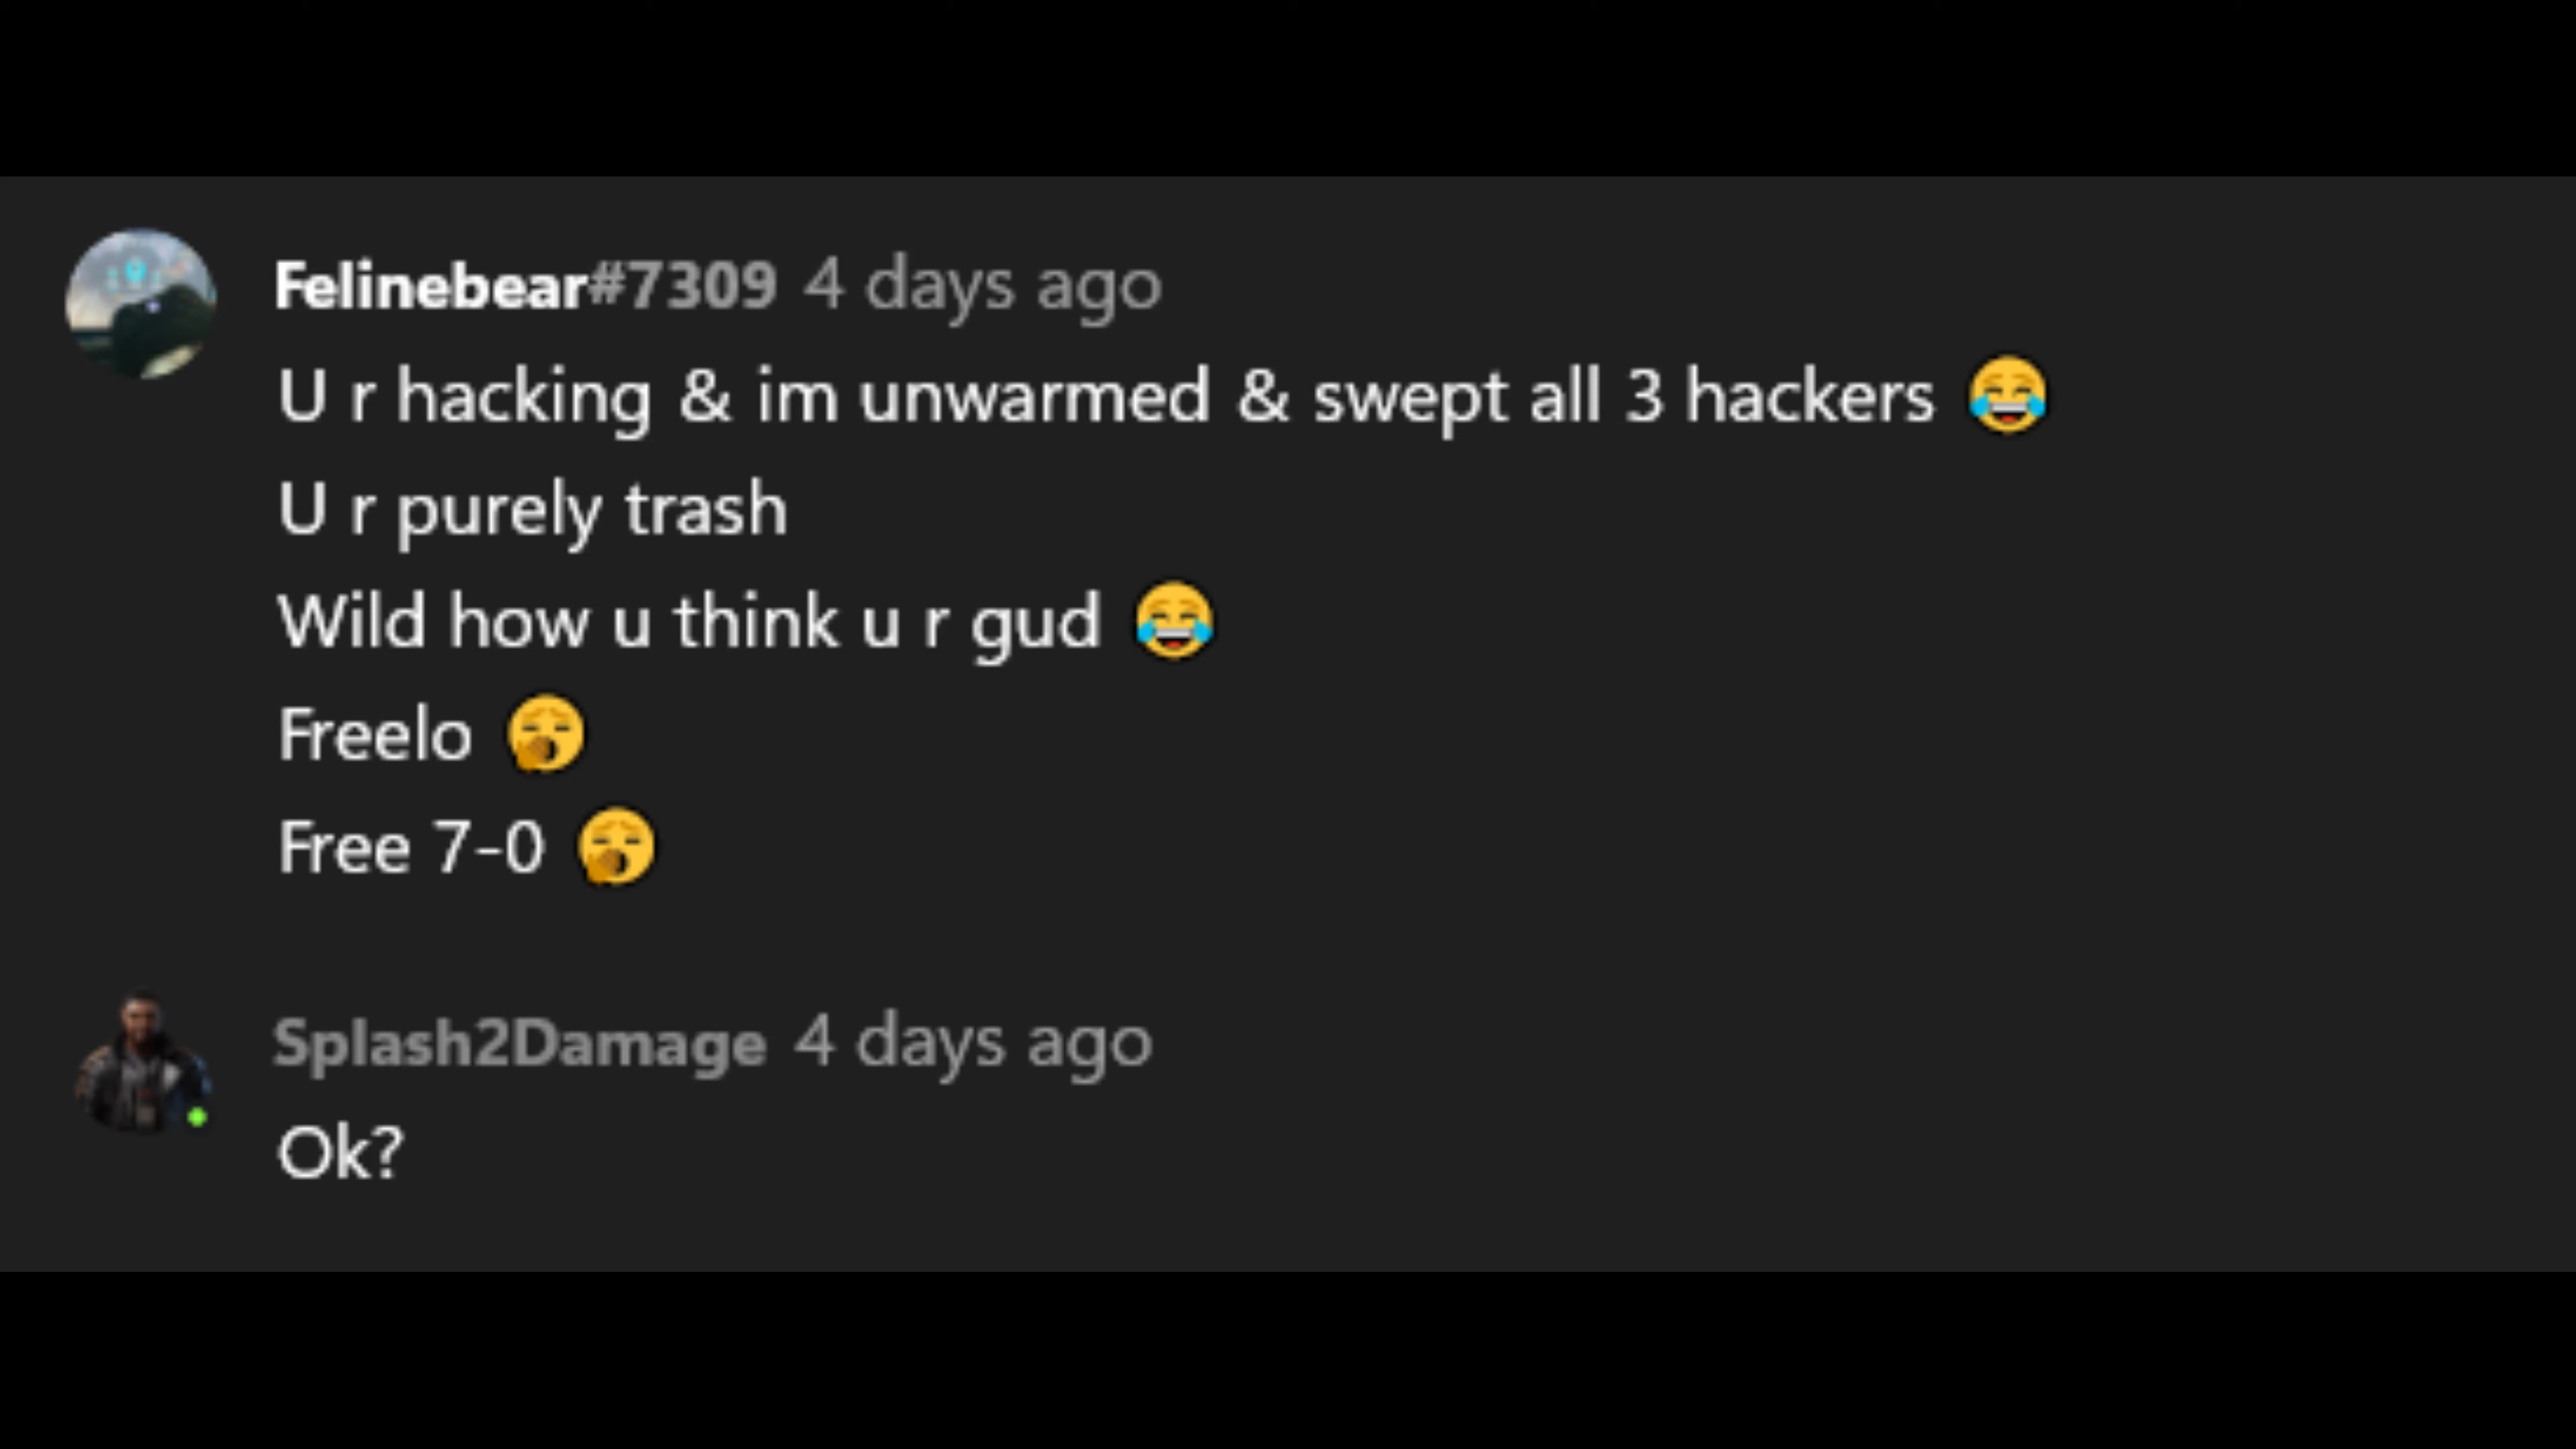 Felinebear#7309 4 days ago
U r hacking & im unwarmed & swept all 3 hackers 😂
U r purely trash
Wild how u think u r gud 😂
Freelo 🥱
Free 7-0 🥱
Splash2Damage 4 days ago
Ok?